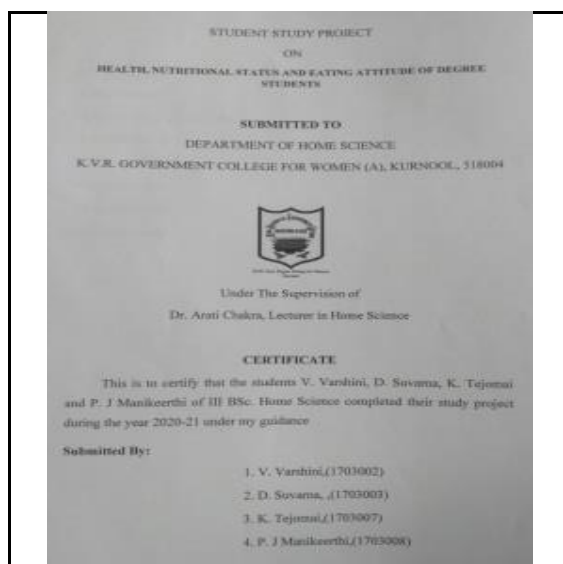 STUDENT STUDY PROJECT
ON
HEALTH, NUTRITIONAL STATUS AND EATING ATTITUDE OF DEGREE
STUDENTS
SUBMITTED TO
DEPARTMENT OF HOME SCIENCE
K.V.R. GOVERNMENT COLLEGE FOR WOMEN (A), KURNOOL, 518004
Under The Supervision of
Dr. Arati Chakra, Lecturer in Home Science
CERTIFICATE
This is to certify that the students V. Varshini, D. Suvarna, K. Tejomai
and P. J Manikeerthi of III BSc. Home Science completed their study project
during the year 2020-21 under my guidance
Submitted By:
1. V. Varshini,(1703002)
2. D. Suvarna, ,(1703003)
3. K. Tejomai,(1703007)
4. P. J Manikeerthi,(1703008)